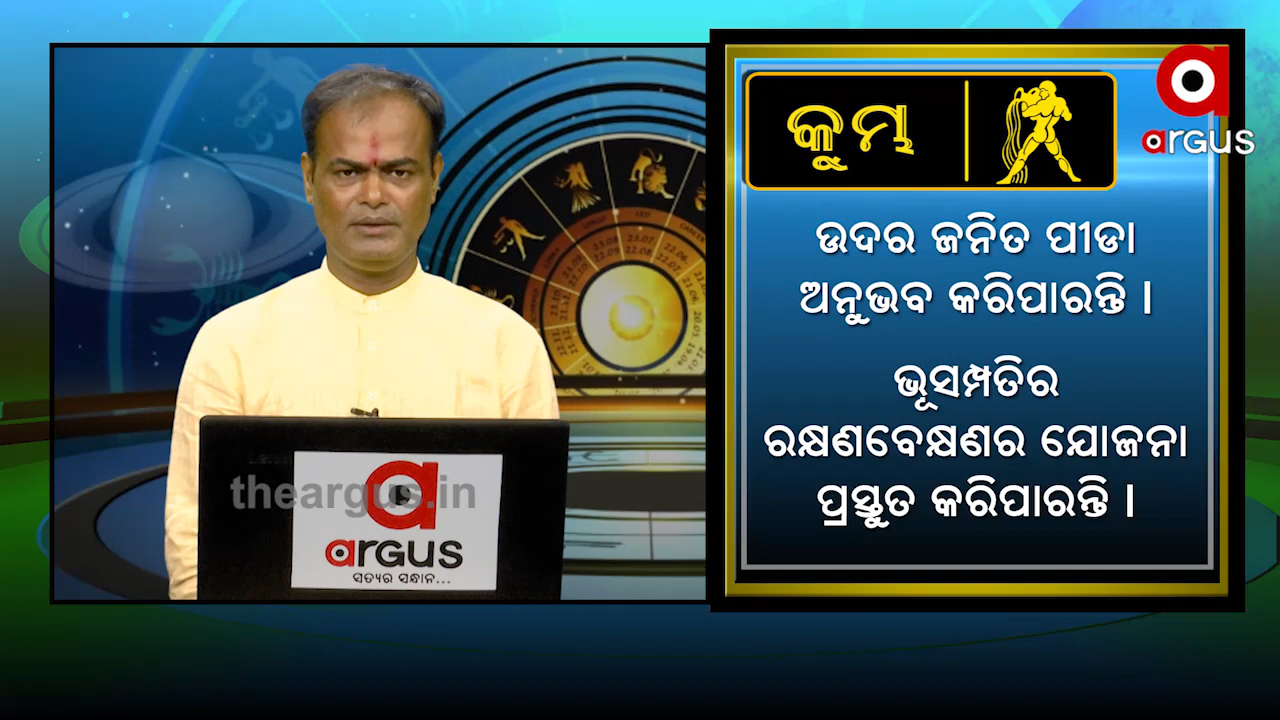 କୁମ୍ଭ
argus
ଉଦର ଜନିତ ପୀଡା
ଅନୁଭବ କରିପାରନ୍ତି ।
ଭୂସମ୍ପତିର
ରକ୍ଷଣବେକ୍ଷଣର ଯୋଜନା
ପ୍ରସ୍ତୁତ କରିପାରନ୍ତି ।
theargus.in
argus
ସତ୍ୟର ସନ୍ଧାନ...